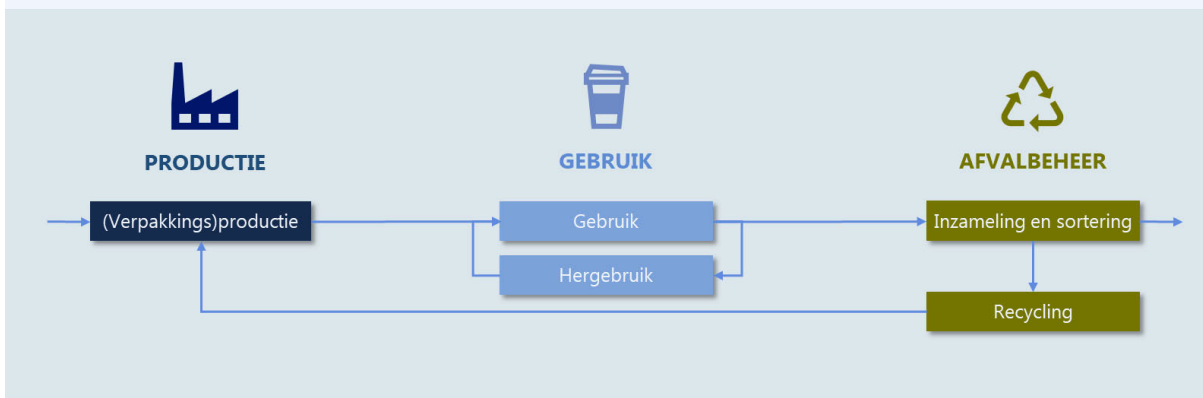 PRODUCTIE
GEBRUIK
AFVALBEHEER
(Verpakkings)productie
Gebruik
Inzameling en sortering
Hergebruik
Recycling